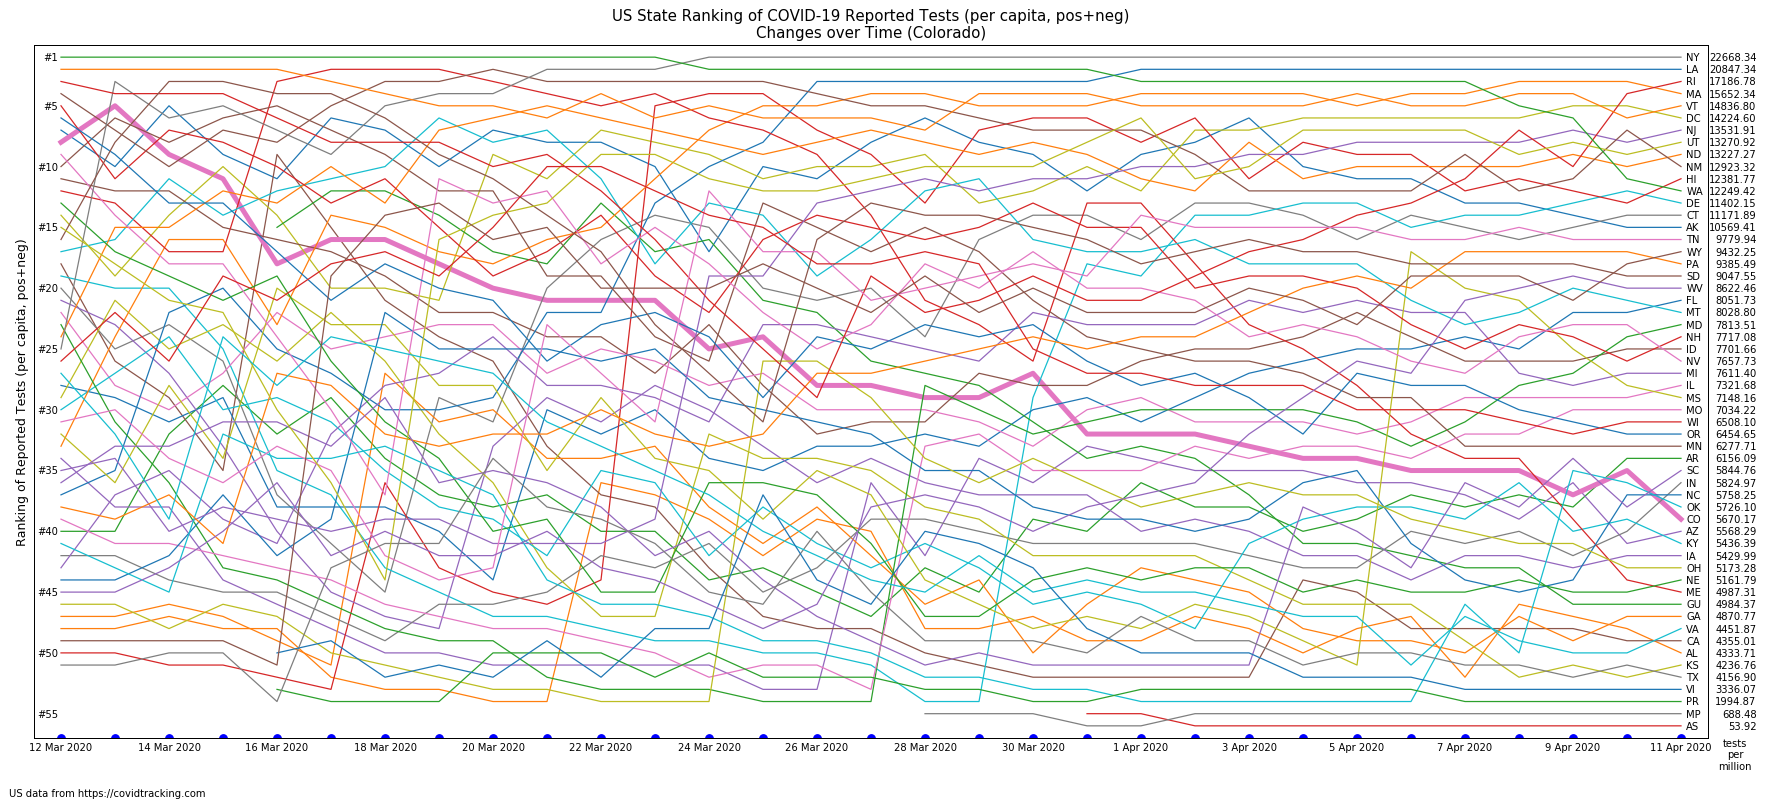 US State Ranking of COVID-19 Reported Tests (per capita, pos+neg)
Changes over Time (Colorado)
Ranking of Reported Tests (per capita, pos+neg)
#1
#5
#10
#15
#20
#25
#30
#35
#40
#45
#50
#55
NY 22668.34
LA 20847.34
RI 17186.78
MA 15652.34
VT 14836.80
DC 14224.60
NJ 13531.91
UT 13270.92
ND 13227.27
NM 12923.32
HI 12381.77
WA 12249.42
DE 11402.15
CT 11171.89
AK 10569.41
TN 9779.94
WY 9432.25
PA 9385.49
SD 9047.55
WV 8622.46
FL 8051.73
MT 8028.80
MD 7813.51
NH 7717.08
ID 7701.66
NV 7657.73
MI 7611.40
IL 7321.68
MS 7148.16
MO 7034.22
WI 6508.10
OR 6454.65
MN 6277.71
AR 6156.09
SC 5844.76
IN 5824.97
NC 5758.25
OK 5726.10
CO 5670.17
AZ 5568.29
KY 5436.39
IA 5429.99
OH 5173.28
NE 5161.79
ME 4987.31
GU 4984.37
GA 4870.77
VA 4451.87
CA 4355.01
AL 4333.71
KS 4236.76
TX 4156.90
VI 3336.07
PR 1994.87
MP 688.48
AS 53.92
12 Mar 2020 14 Mar 2020 16 Mar 2020 18 Mar 2020 20 Mar 2020 22 Mar 2020 24 Mar 2020 26 Mar 2020 28 Mar 2020 30 Mar 2020 1 Apr 2020 3 Apr 2020 5 Apr 2020 7 Apr 2020 9 Apr 2020 11 Apr 2020
tests
per
million
US data from https://covidtracking.com